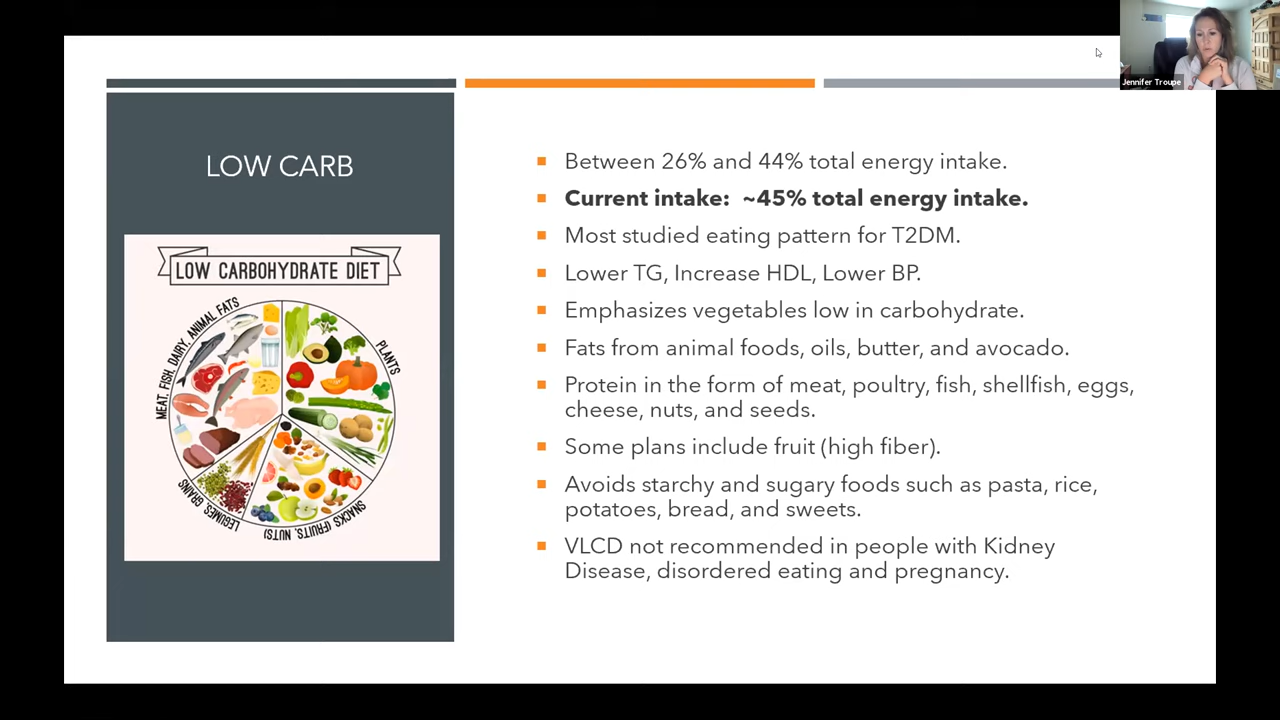 Jennifer Troupe
LOW CARB
LOW CARBOHYDRATE DIET
MEAT, FISH, DAIRY, ANIMAL FATS
PLANTS
LEGUMES, GRAINS
SNACKS (FRUITS, NUTS)
Between 26% and 44% total energy intake.
Current intake: ~45% total energy intake.
Most studied eating pattern for T2DM.
Lower TG, Increase HDL, Lower BP.
Emphasizes vegetables low in carbohydrate.
Fats from animal foods, oils, butter, and avocado.
Protein in the form of meat, poultry, fish, shellfish, eggs,
cheese, nuts, and seeds.
Some plans include fruit (high fiber).
Avoids starchy and sugary foods such as pasta, rice,
potatoes, bread, and sweets.
VLCD not recommended in people with Kidney
Disease, disordered eating and pregnancy.